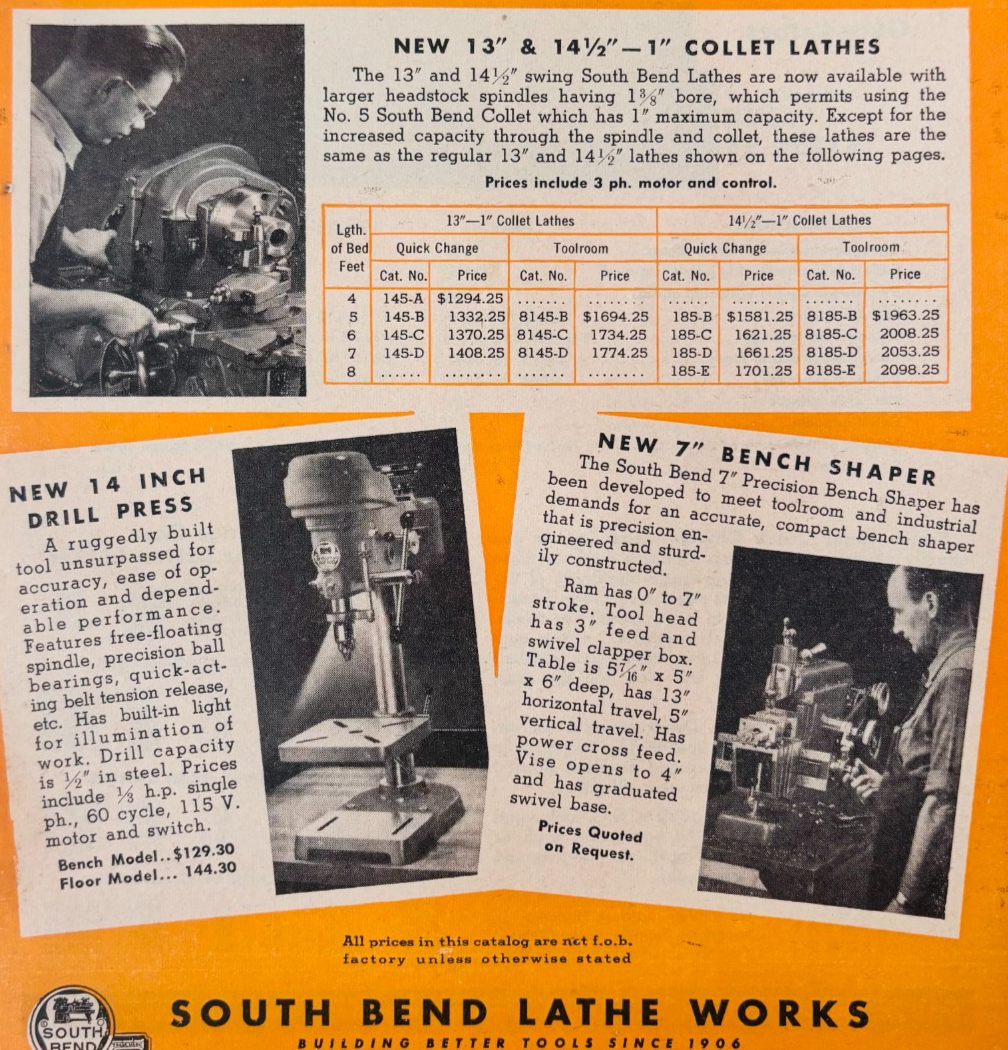 NEW 13" & 14½"—1" COLLET LATHES
The 13" and 14½" swing South Bend Lathes are now available with
larger headstock spindles having 1⅜" bore, which permits using the
No. 5 South Bend Collet which has 1" maximum capacity. Except for the
increased capacity through the spindle and collet, these lathes are the
same as the regular 13" and 14½" lathes shown on the following pages.
Prices include 3 ph. motor and control.
Lgth. of Bed Feet
13"—1" Collet Lathes 14½"—1" Collet Lathes
Quick Change Toolroom Quick Change Toolroom
Cat. No. Price Cat. No. Price Cat. No. Price Cat. No. Price
4 145-A $1294.25 ....... ........ ...... ........ ....... ........
5 145-B 1332.25 8145-B $1694.25 185-B $1581.25 8185-B $1963.25
6 145-C 1370.25 8145-C 1734.25 185-C 1621.25 8185-C 2008.25
7 145-D 1408.25 8145-D 1774.25 185-D 1661.25 8185-D 2053.25
8 ...... ........ ....... ........ 185-E 1701.25 8185-E 2098.25
NEW 14 INCH
DRILL PRESS
A ruggedly built
tool unsurpassed for
accuracy, ease of op-
eration and depend-
able performance.
Features free-floating
spindle, precision ball
bearings, quick-act-
ing belt tension release,
etc. Has built-in light
for illumination of
work. Drill capacity
is ½" in steel. Prices
include ⅓ h.p. single
ph., 60 cycle, 115 V.
motor and switch.
Bench Model..$129.30
Floor Model... 144.30
NEW 7" BENCH SHAPER
The South Bend 7" Precision Bench Shaper has
been developed to meet toolroom and industrial
demands for an accurate, compact bench shaper
that is precision en-
gineered and sturd-
ily constructed.
Ram has 0" to 7"
stroke. Tool head
has 3" feed and
swivel clapper box.
Table is 5⁷⁄₁₆" x 5"
x 6" deep, has 13"
horizontal travel, 5"
vertical travel. Has
power cross feed.
Vise opens to 4"
and has graduated
swivel base.
Prices Quoted
on Request.
All prices in this catalog are net f.o.b.
factory unless otherwise stated
SOUTH BEND
SOUTH BEND LATHE WORKS
BUILDING BETTER TOOLS SINCE 1906